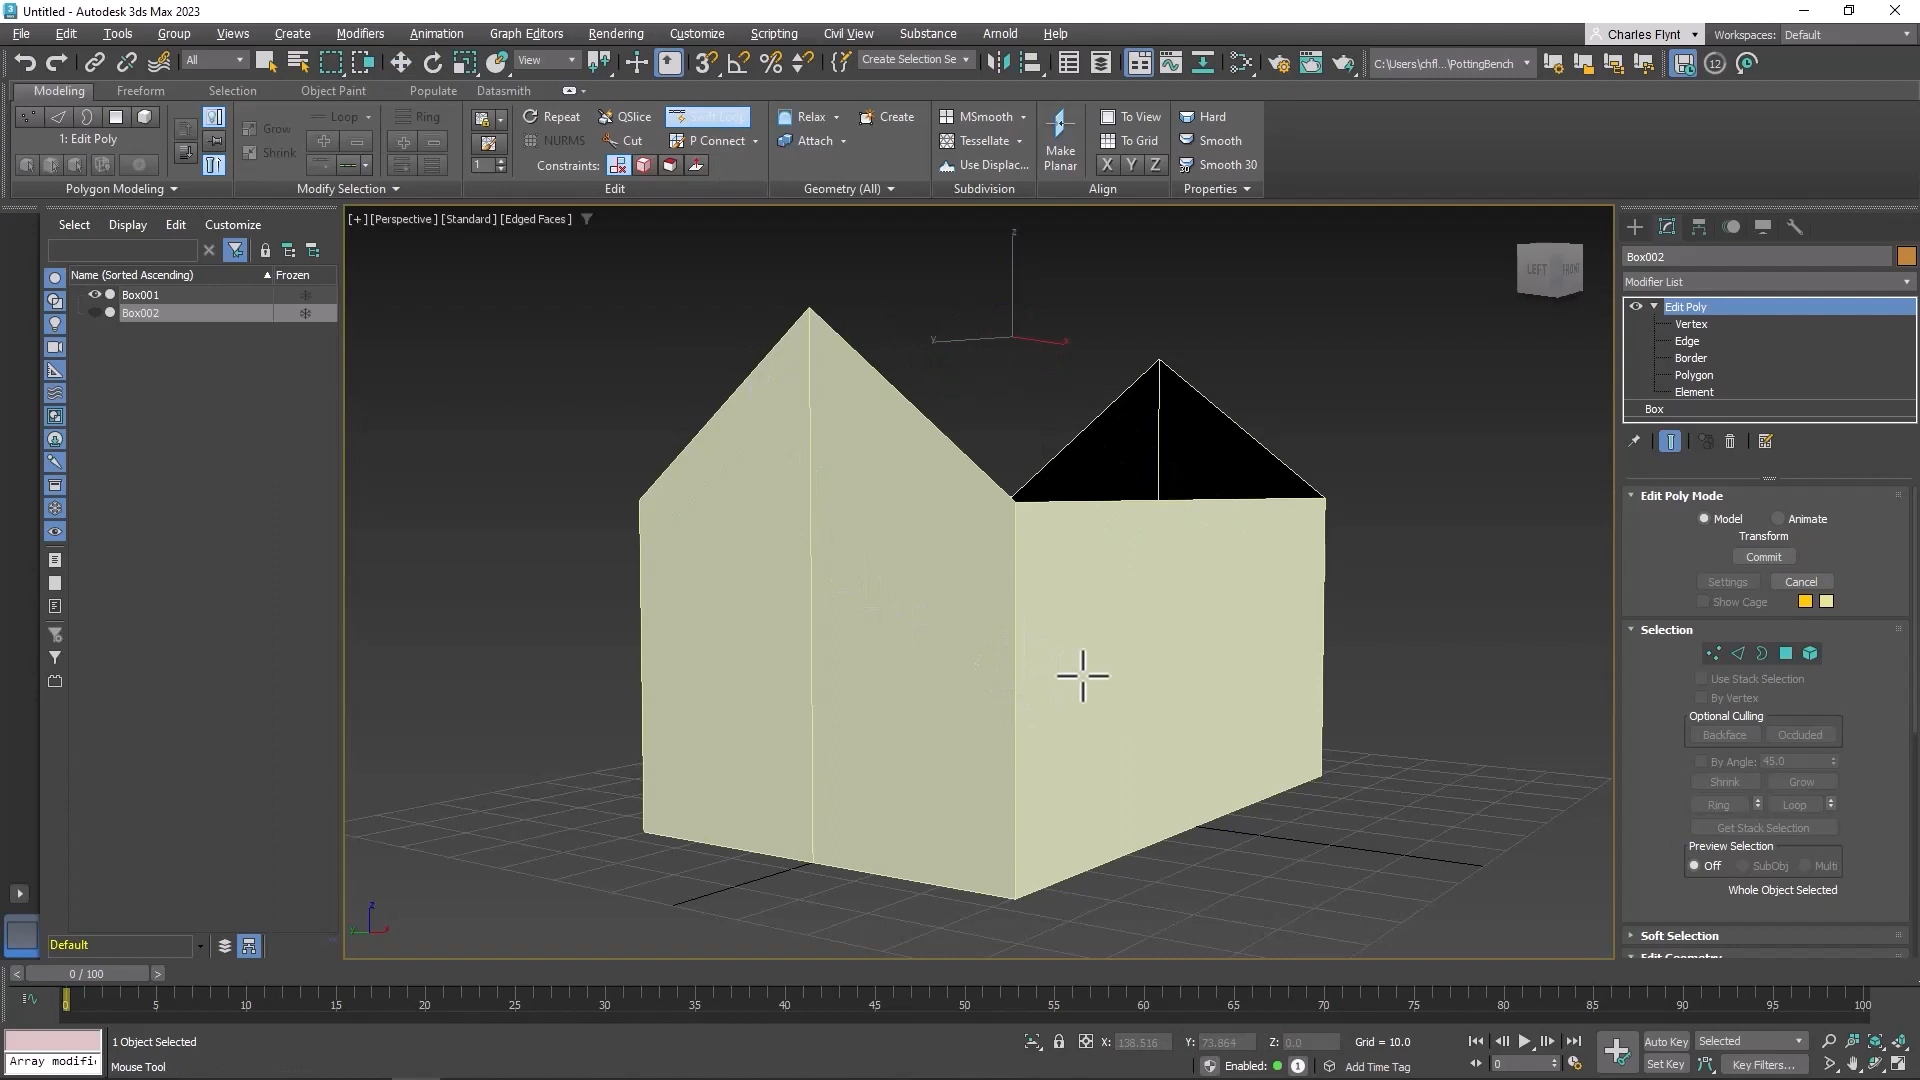 Untitled - Autodesk 3ds Max 2023
File Edit Tools Group Views Create Modifiers Animation Graph Editors Rendering Customize Scripting Civil View Substance Arnold Help
Charles Flynt Workspaces: Default
All View Create Selection Se C:\Users\chfl...\PottingBench 12
Modeling Freeform Selection Object Paint Populate Datasmith
1: Edit Poly
Grow Loop Ring
Shrink
Repeat QSlice Swift Loop
NURMS Cut P Connect
1 Constraints:
Relax Create
Attach
MSmooth
Tessellate
Use Displac...
Make Planar
To View
To Grid
X Y Z
Hard
Smooth
Smooth 30
Polygon Modeling Modify Selection Edit Geometry (All) Subdivision Align Properties
Select Display Edit Customize
Name (Sorted Ascending) Frozen
Box001
Box002
[+] [Perspective ] [Standard ] [Edged Faces ]
z
y x
LEFT FRONT
Box002
Modifier List
Edit Poly
Vertex
Edge
Border
Polygon
Element
Box
Edit Poly Mode
Model Animate
Transform
Commit
Settings Cancel
Show Cage
Selection
Use Stack Selection
By Vertex
Optional Culling
Backface Occluded
By Angle: 45.0
Shrink Grow
Ring Loop
Get Stack Selection
Preview Selection
Off SubObj Multi
Whole Object Selected
Soft Selection
Edit Geometry
Default
0 / 100
0 5 10 15 20 25 30 35 40 45 50 55 60 65 70 75 80 85 90 95 100
1 Object Selected
Array modifi
Mouse Tool
X: 138.516 Y: 73.864 Z: 0.0 Grid = 10.0
Enabled: 1 Add Time Tag
0
Auto Key Selected
Set Key Key Filters...